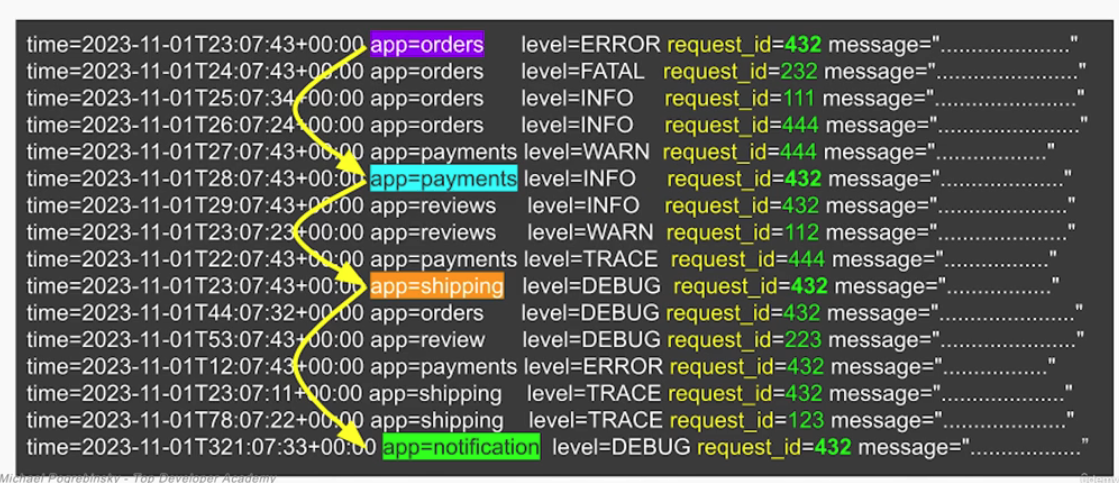 time=2023-11-01T23:07:43+00:00 app=orders level=ERROR request_id=432 message="......................"
time=2023-11-01T24:07:43+00:00 app=orders level=FATAL request_id=232 message="........................"
time=2023-11-01T25:07:34+00:00 app=orders level=INFO request_id=111 message="........................"
time=2023-11-01T26:07:24+00:00 app=orders level=INFO request_id=444 message="........................"
time=2023-11-01T27:07:43+00:00 app=payments level=WARN request_id=444 message="..................."
time=2023-11-01T28:07:43+00:00 app=payments level=INFO request_id=432 message="....................."
time=2023-11-01T29:07:43+00:00 app=reviews level=INFO request_id=432 message="......................"
time=2023-11-01T23:07:23+00:00 app=reviews level=WARN request_id=112 message="....................."
time=2023-11-01T22:07:43+00:00 app=payments level=TRACE request_id=444 message=".................."
time=2023-11-01T23:07:43+00:00 app=shipping level=DEBUG request_id=432 message="......................"
time=2023-11-01T44:07:32+00:00 app=orders level=DEBUG request_id=432 message="......................."
time=2023-11-01T53:07:43+00:00 app=review level=DEBUG request_id=223 message="......................"
time=2023-11-01T12:07:43+00:00 app=payments level=ERROR request_id=432 message=".................."
time=2023-11-01T23:07:11+00:00 app=shipping level=TRACE request_id=432 message="....................."
time=2023-11-01T78:07:22+00:00 app=shipping level=TRACE request_id=123 message="....................."
time=2023-11-01T321:07:33+00:00 app=notification level=DEBUG request_id=432 message="..................."
Michael Pogrebinsky - Top Developer Academy